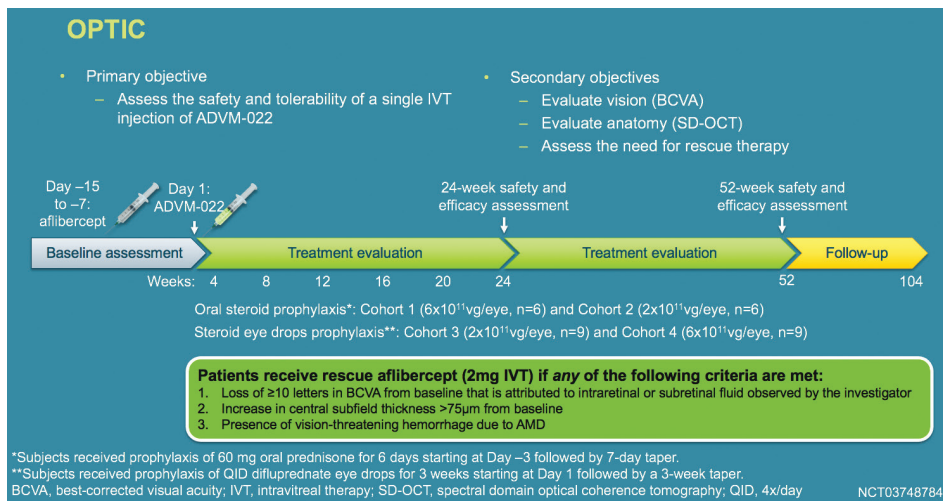 OPTIC
• Primary objective
– Assess the safety and tolerability of a single IVT
injection of ADVM-022
• Secondary objectives
– Evaluate vision (BCVA)
– Evaluate anatomy (SD-OCT)
– Assess the need for rescue therapy
Day –15
to –7:
aflibercept
Day 1:
ADVM-022
24-week safety and
efficacy assessment
52-week safety and
efficacy assessment
Baseline assessment
Treatment evaluation
Treatment evaluation
Follow-up
Weeks: 4 8 12 16 20 24 52 104
Oral steroid prophylaxis*: Cohort 1 (6x10¹¹vg/eye, n=6) and Cohort 2 (2x10¹¹vg/eye, n=6)
Steroid eye drops prophylaxis**: Cohort 3 (2x10¹¹vg/eye, n=9) and Cohort 4 (6x10¹¹vg/eye, n=9)
Patients receive rescue aflibercept (2mg IVT) if any of the following criteria are met:
1. Loss of ≥10 letters in BCVA from baseline that is attributed to intraretinal or subretinal fluid observed by the investigator
2. Increase in central subfield thickness >75µm from baseline
3. Presence of vision-threatening hemorrhage due to AMD
*Subjects received prophylaxis of 60 mg oral prednisone for 6 days starting at Day –3 followed by 7-day taper.
**Subjects received prophylaxis of QID difluprednate eye drops for 3 weeks starting at Day 1 followed by a 3-week taper.
BCVA, best-corrected visual acuity; IVT, intravitreal therapy; SD-OCT, spectral domain optical coherence tomography; QID, 4x/day
NCT03748784